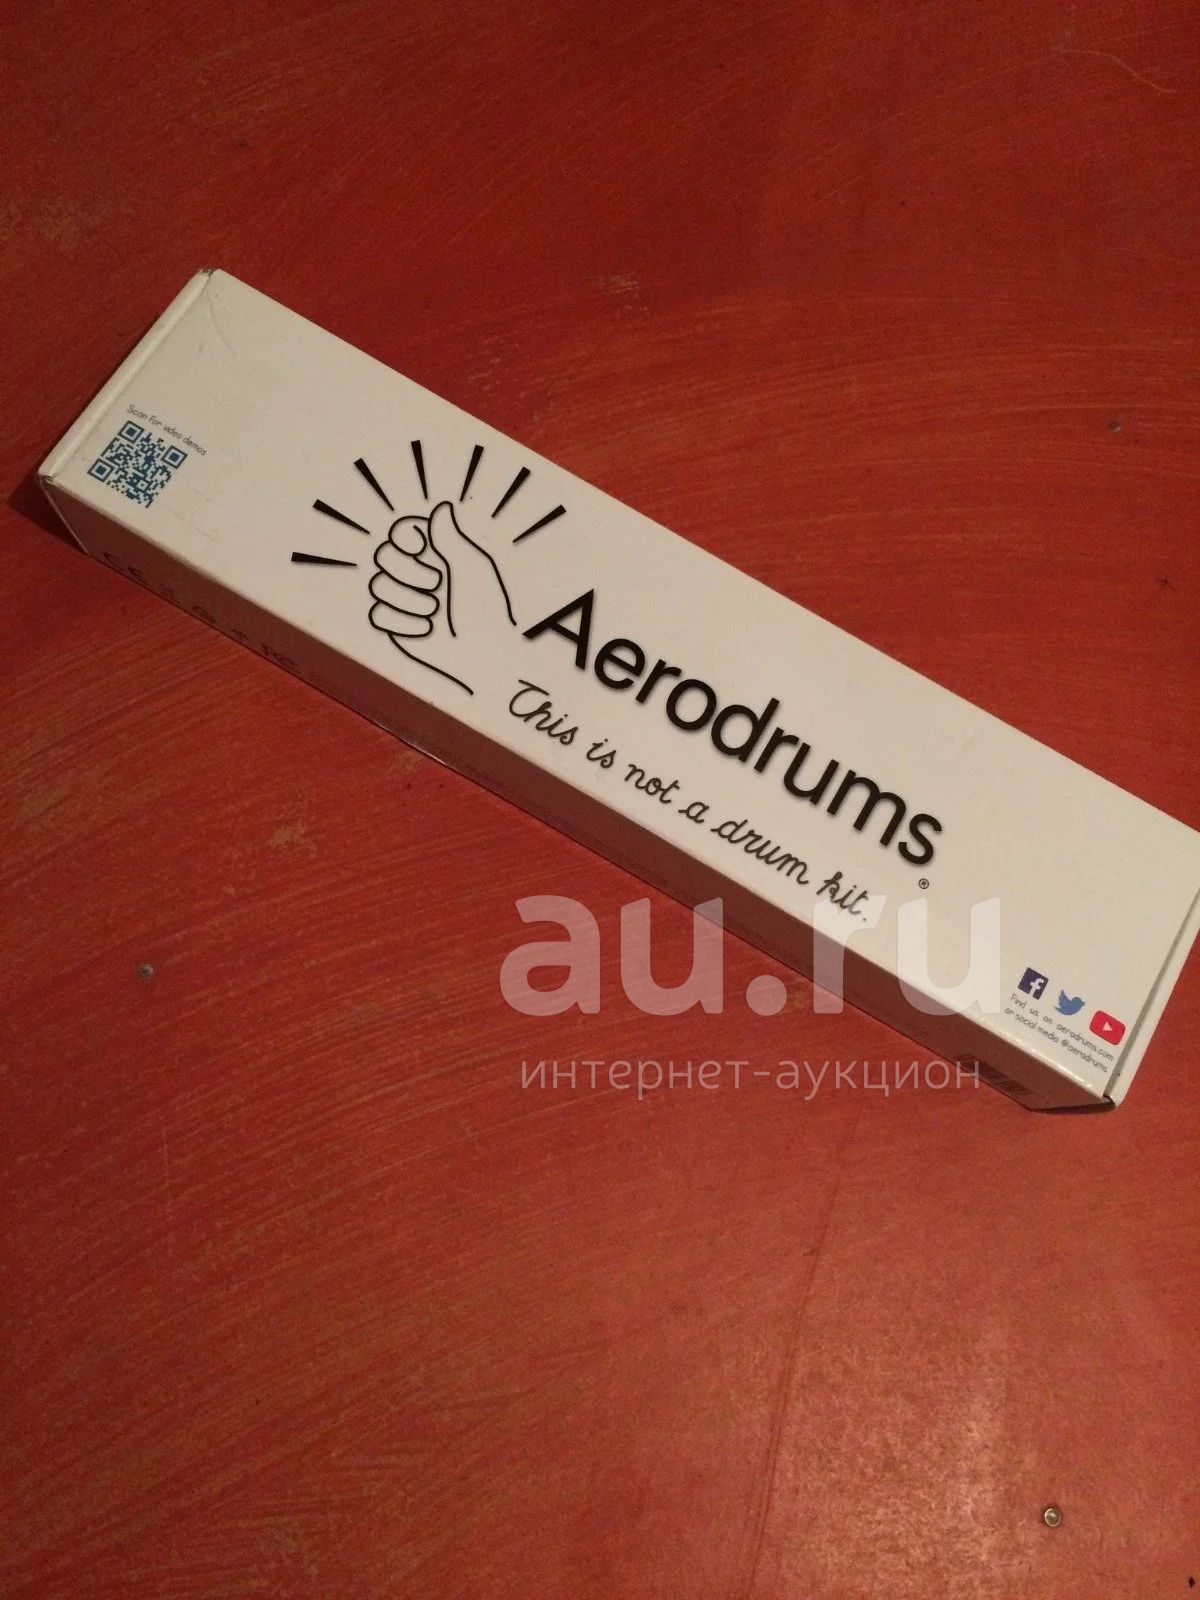 Scan for video demos
Aerodrums®
This is not a drum kit.
Find us on aerodrums.com
or social media @aerodrums
au.ru
интернет-аукцион